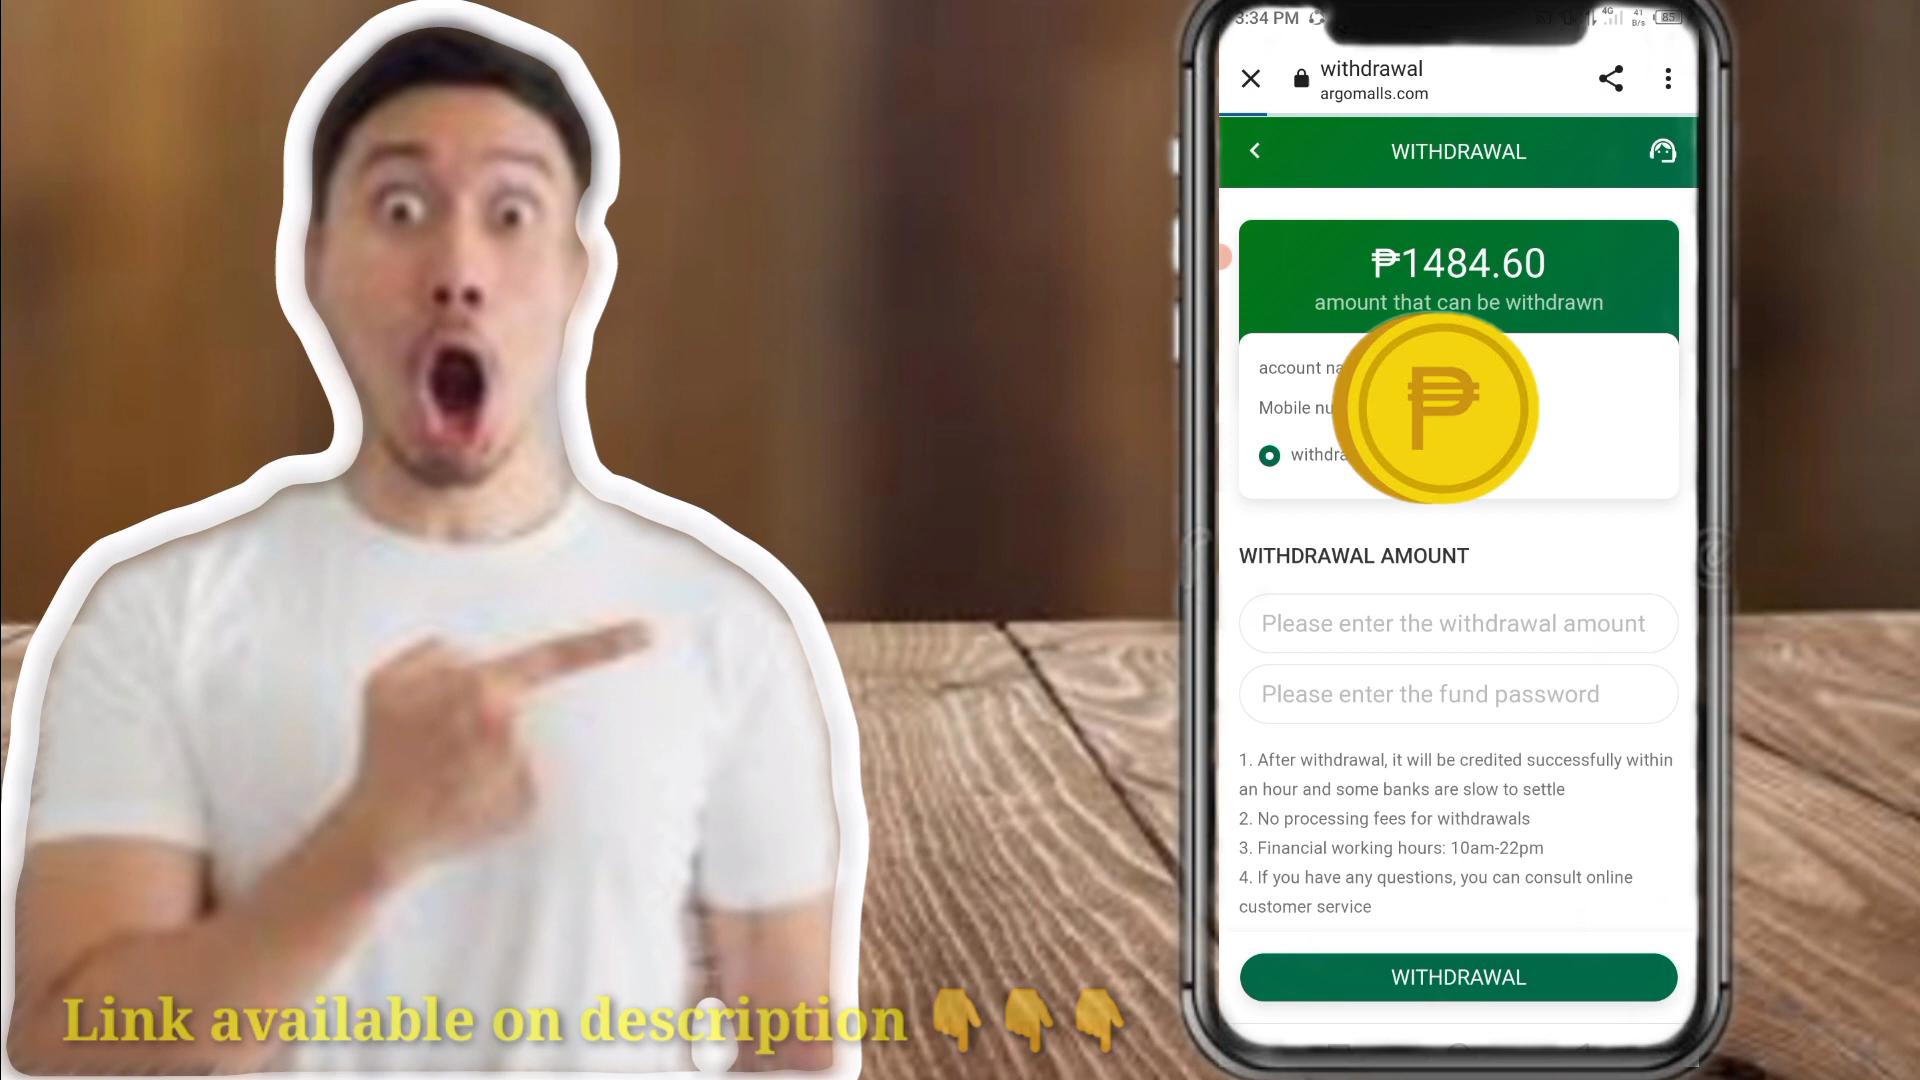 3:34 PM
4G
41
B/s
85
withdrawal
argomalls.com
WITHDRAWAL
₱1484.60
amount that can be withdrawn
account na
Mobile nu
withdra
₱
WITHDRAWAL AMOUNT
Please enter the withdrawal amount
Please enter the fund password
1. After withdrawal, it will be credited successfully within
an hour and some banks are slow to settle
2. No processing fees for withdrawals
3. Financial working hours: 10am-22pm
4. If you have any questions, you can consult online
customer service
WITHDRAWAL
Link available on description 👇👇👇